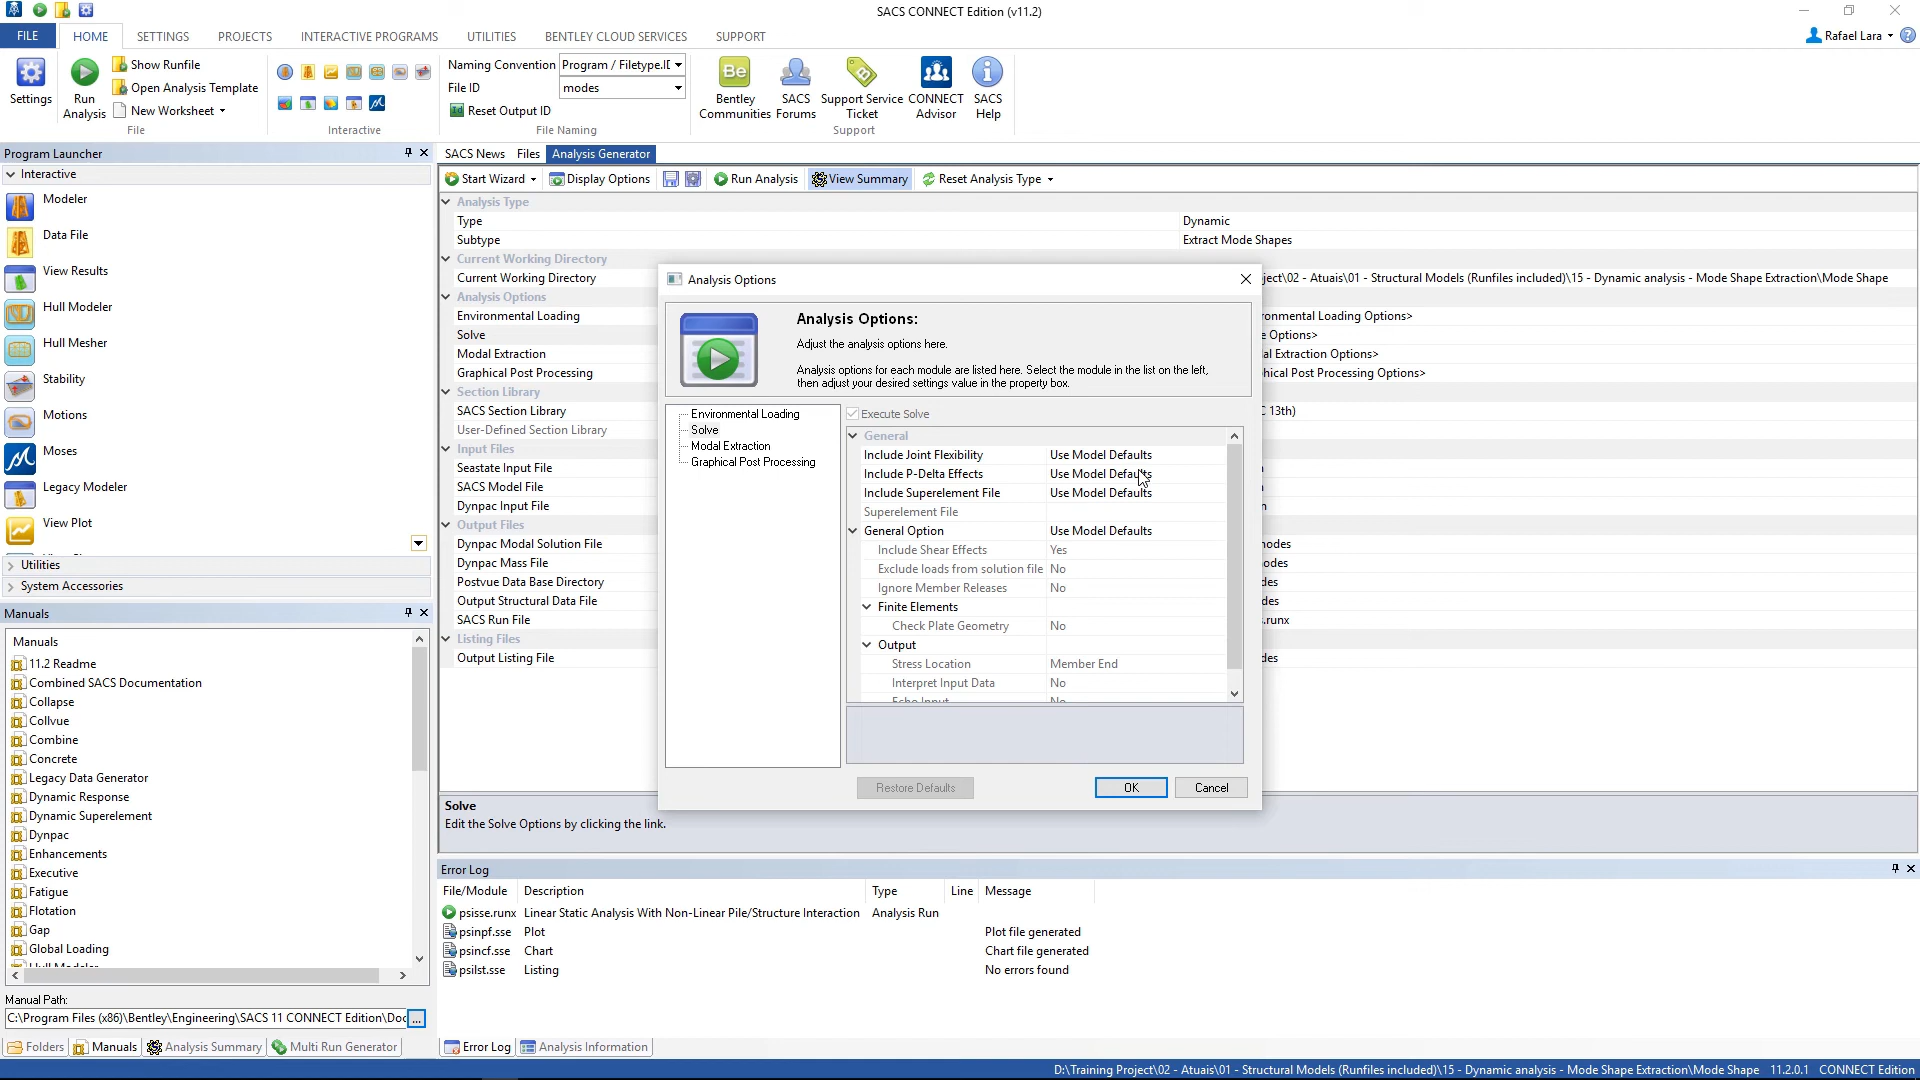 SACS CONNECT Edition (v11.2)
FILE HOME SETTINGS PROJECTS INTERACTIVE PROGRAMS UTILITIES BENTLEY CLOUD SERVICES SUPPORT Rafael Lara
Settings
Run Analysis
Show Runfile
Open Analysis Template
New Worksheet
File
Interactive
Naming Convention Program / Filetype.IC
File ID modes
Reset Output ID
File Naming
Be
Bentley Communities
SACS Forums
Support Service Ticket
CONNECT Advisor
SACS Help
Support
Program Launcher
Interactive
Modeler
Data File
View Results
Hull Modeler
Hull Mesher
Stability
Motions
Moses
Legacy Modeler
View Plot
Utilities
System Accessories
Manuals
Manuals
11.2 Readme
Combined SACS Documentation
Collapse
Collvue
Combine
Concrete
Legacy Data Generator
Dynamic Response
Dynamic Superelement
Dynpac
Enhancements
Executive
Fatigue
Flotation
Gap
Global Loading
Hull Modeler
Manual Path:
C:\Program Files (x86)\Bentley\Engineering\SACS 11 CONNECT Edition\Doc ...
Folders Manuals Analysis Summary Multi Run Generator
SACS News Files Analysis Generator
Start Wizard Display Options Run Analysis View Summary Reset Analysis Type
Analysis Type
Type Dynamic
Subtype Extract Mode Shapes
Current Working Directory
Current Working Directory ject\02 - Atuais\01 - Structural Models (Runfiles included)\15 - Dynamic analysis - Mode Shape Extraction\Mode Shape
Analysis Options
Environmental Loading ronmental Loading Options>
Solve e Options>
Modal Extraction al Extraction Options>
Graphical Post Processing hical Post Processing Options>
Section Library
SACS Section Library C 13th)
User-Defined Section Library
Input Files
Seastate Input File
SACS Model File
Dynpac Input File
Output Files
Dynpac Modal Solution File nodes
Dynpac Mass File odes
Postvue Data Base Directory des
Output Structural Data File des
SACS Run File s.runx
Listing Files
Output Listing File des
Solve
Edit the Solve Options by clicking the link.
Analysis Options
Analysis Options:
Adjust the analysis options here.
Analysis options for each module are listed here. Select the module in the list on the left,
then adjust your desired settings value in the property box.
Environmental Loading
Solve
Modal Extraction
Graphical Post Processing
Execute Solve
General
Include Joint Flexibility Use Model Defaults
Include P-Delta Effects Use Model Defaults
Include Superelement File Use Model Defaults
Superelement File
General Option Use Model Defaults
Include Shear Effects Yes
Exclude loads from solution file No
Ignore Member Releases No
Finite Elements
Check Plate Geometry No
Output
Stress Location Member End
Interpret Input Data No
Echo Input No
Restore Defaults OK Cancel
Error Log
File/Module Description Type Line Message
psisse.runx Linear Static Analysis With Non-Linear Pile/Structure Interaction Analysis Run
psinpf.sse Plot Plot file generated
psincf.sse Chart Chart file generated
psilst.sse Listing No errors found
Error Log Analysis Information
D:\Training Project\02 - Atuais\01 - Structural Models (Runfiles included)\15 - Dynamic analysis - Mode Shape Extraction\Mode Shape 11.2.0.1 CONNECT Edition